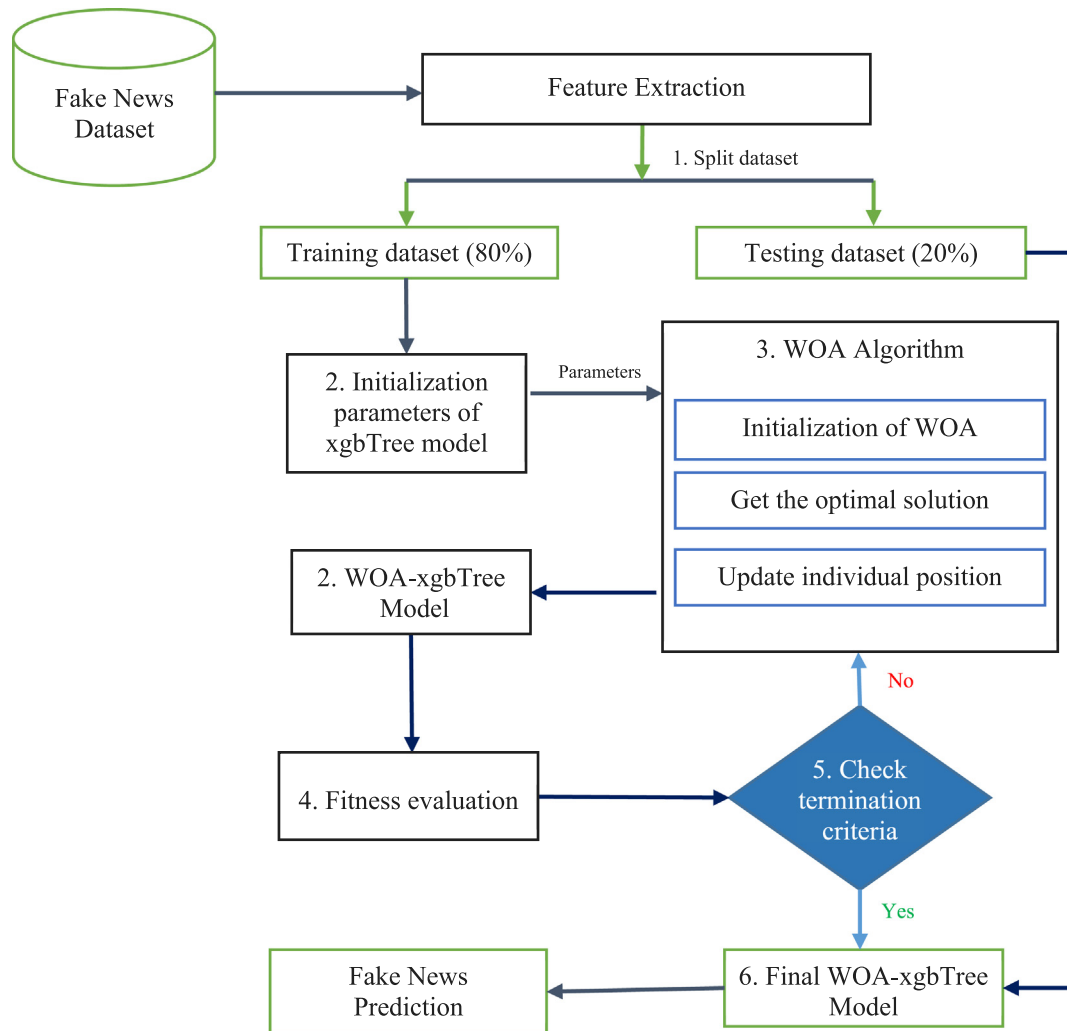 Fake News
Dataset
Feature Extraction
1. Split dataset
Training dataset (80%)
Testing dataset (20%)
2. Initialization
parameters of
xgbTree model
Parameters
3. WOA Algorithm
Initialization of WOA
Get the optimal solution
Update individual position
2. WOA-xgbTree
Model
No
4. Fitness evaluation
5. Check
termination
criteria
Yes
Fake News
Prediction
6. Final WOA-xgbTree
Model